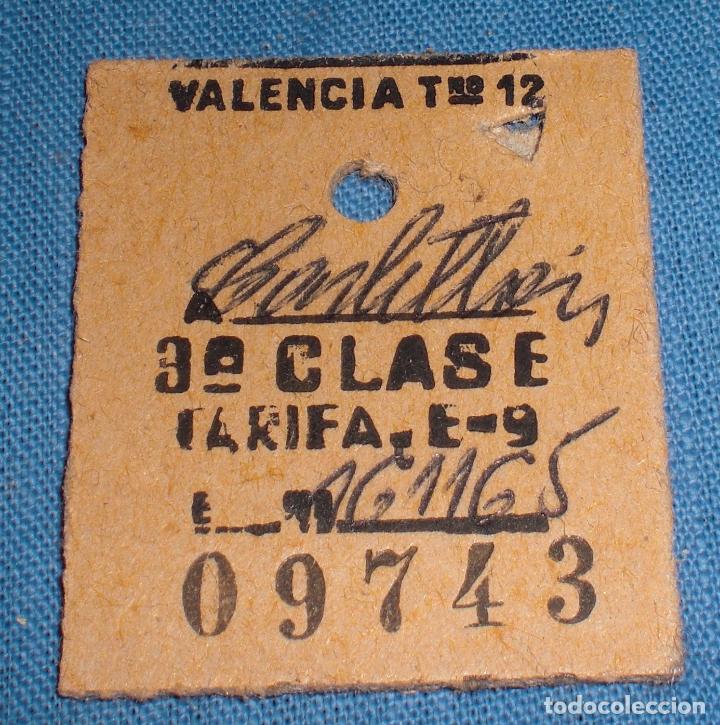 VALENCIA Tno 12
A
3ª CLASE
TARIFA. E-9
E
09743
todocoleccion